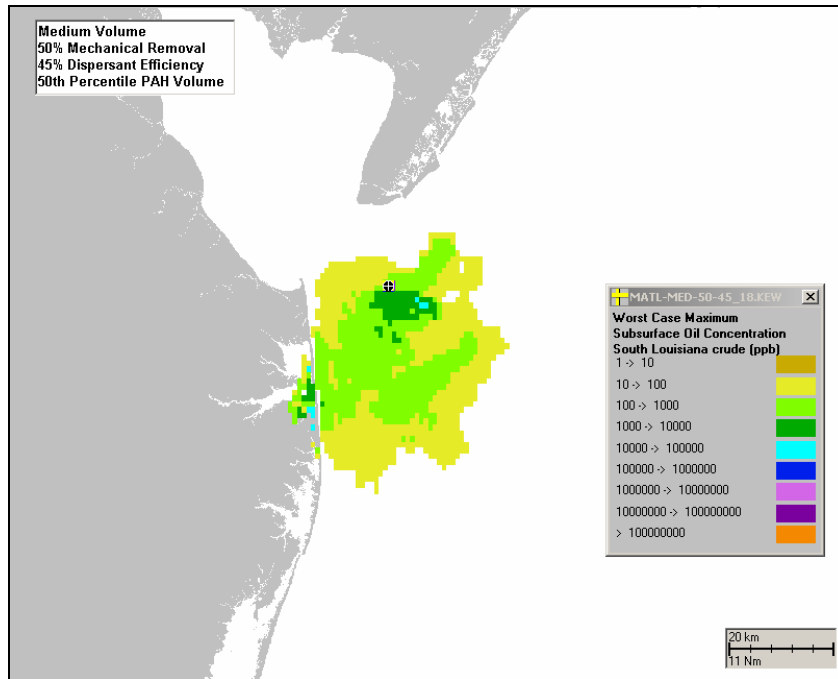 Medium Volume
50% Mechanical Removal
45% Dispersant Efficiency
50th Percentile PAH Volume
MATL-MED-50-45_18.KEW
Worst Case Maximum
Subsurface Oil Concentration
South Louisiana crude (ppb)
1 -> 10
10 -> 100
100 -> 1000
1000 -> 10000
10000 -> 100000
100000 -> 1000000
1000000 -> 10000000
10000000 -> 100000000
> 100000000
20 km
11 Nm